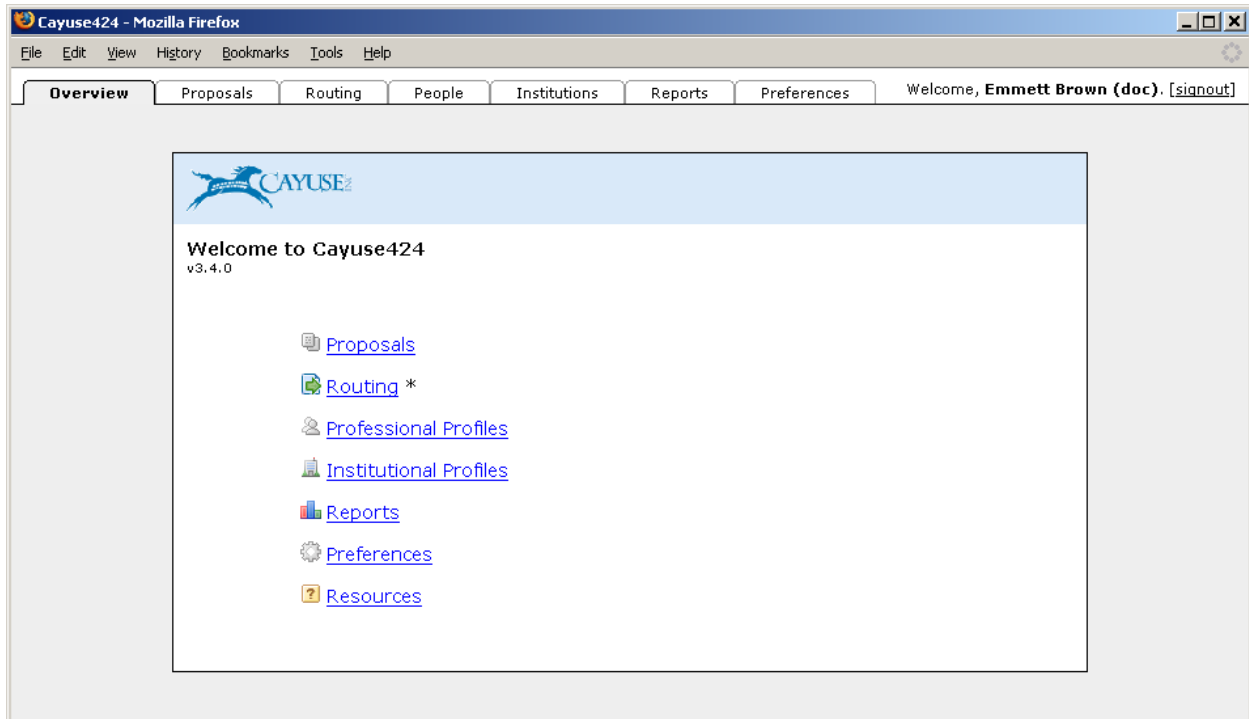 Cayuse424 - Mozilla Firefox
File Edit View History Bookmarks Tools Help
Overview Proposals Routing People Institutions Reports Preferences Welcome, Emmett Brown (doc). [signout]
CAYUSE
Welcome to Cayuse424
v3.4.0
Proposals
Routing *
Professional Profiles
Institutional Profiles
Reports
Preferences
? Resources